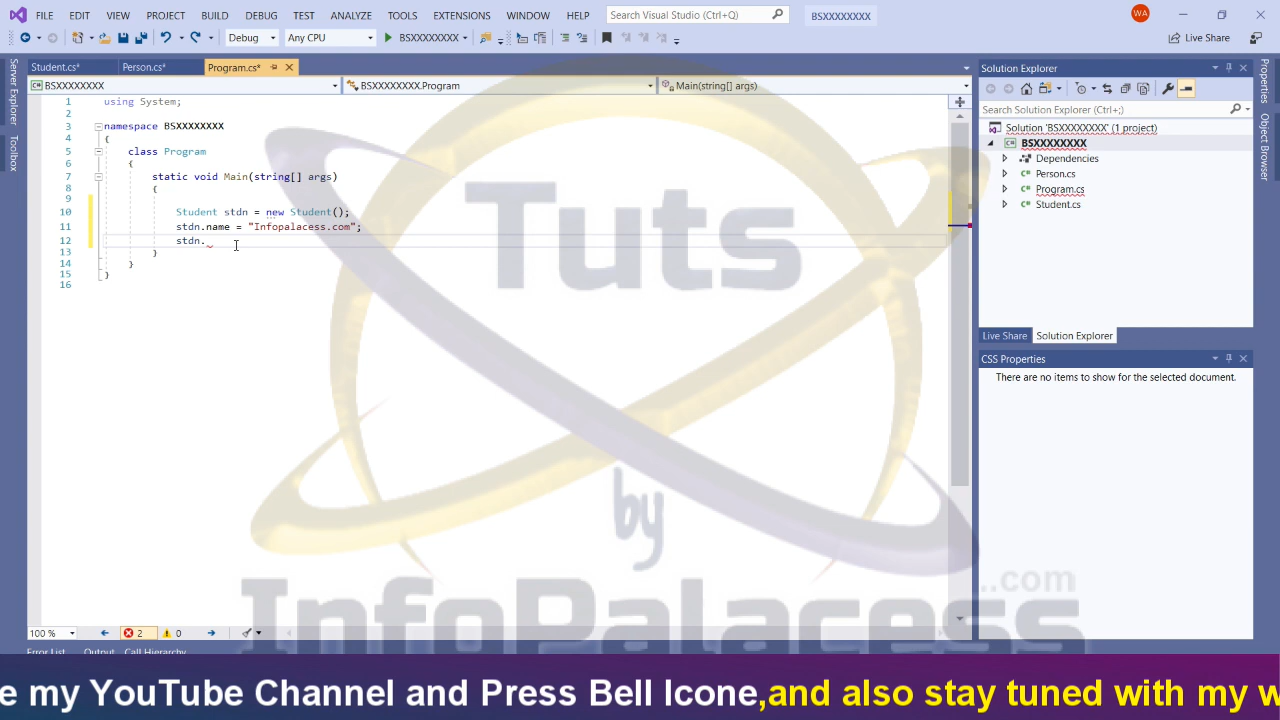 FILE EDIT VIEW PROJECT BUILD DEBUG TEST ANALYZE TOOLS EXTENSIONS WINDOW HELP Search Visual Studio (Ctrl+Q) BSXXXXXXXX WA
Debug Any CPU BSXXXXXXXX Live Share
Server Explorer
Toolbox
Student.cs* Person.cs* Program.cs*
BSXXXXXXXX BSXXXXXXXX.Program Main(string[] args)
1 using System;
2
3 namespace BSXXXXXXXX
4 {
5 class Program
6 {
7 static void Main(string[] args)
8 {
9
10 Student stdn = new Student();
11 stdn.name = "Infopalacess.com";
12 stdn.
13 }
14 }
15 }
16
Solution Explorer
Search Solution Explorer (Ctrl+;)
Solution 'BSXXXXXXXX' (1 project)
BSXXXXXXXX
Dependencies
Person.cs
Program.cs
Student.cs
Live Share Solution Explorer
CSS Properties
There are no items to show for the selected document.
Properties
Object Browser
Tuts
by
InfoPalacess
..com
100 % 2 0
Error List Output Call Hierarchy
e my YouTube Channel and Press Bell Icone,and also stay tuned with my w